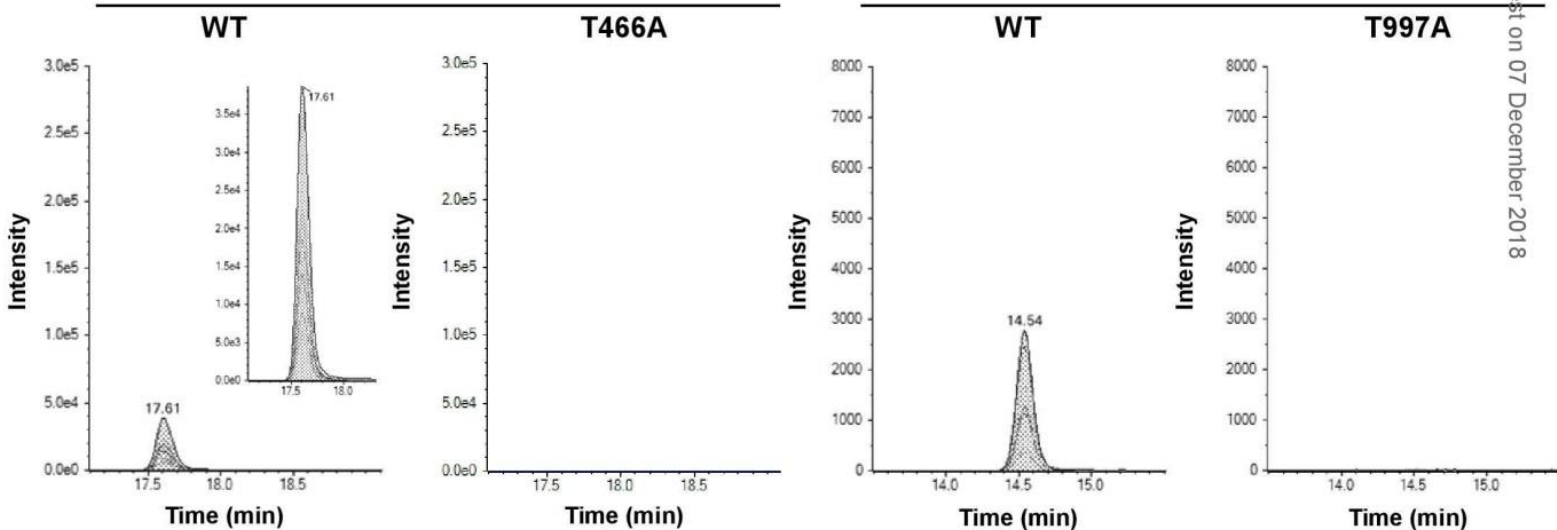 WT
T466A
WT
T997A
3.0e5
2.5e5
2.0e5
1.5e5
1.0e5
5.0e4
0.0e0
17.61
17.5
18.0
18.5
3.5e4
3.0e4
2.5e4
2.0e4
1.5e4
1.0e4
5.0e3
0.0e0
17.61
17.5
18.0
Intensity
Time (min)
3.0e5
2.5e5
2.0e5
1.5e5
1.0e5
5.0e4
0.0e0
17.5
18.0
18.5
Intensity
Time (min)
8000
7000
6000
5000
4000
3000
2000
1000
0
14.54
14.0
14.5
15.0
Intensity
Time (min)
8000
7000
6000
5000
4000
3000
2000
1000
0
14.0
14.5
15.0
Intensity
Time (min)
st on 07 December 2018